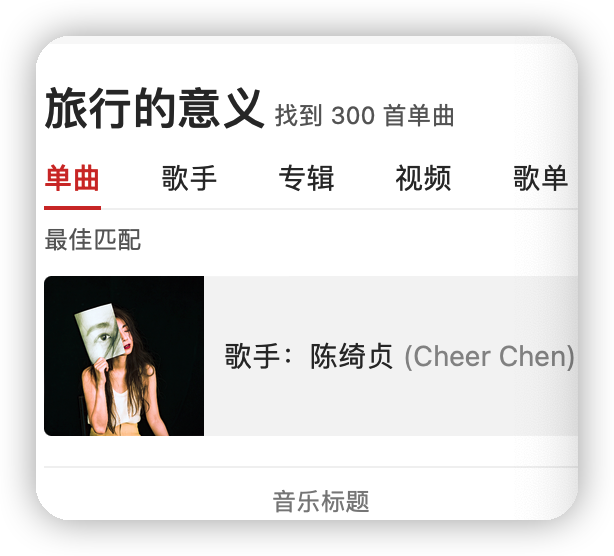 旅行的意义 找到 300 首单曲
单曲 歌手 专辑 视频 歌单
最佳匹配
歌手：陈绮贞 (Cheer Chen)
音乐标题